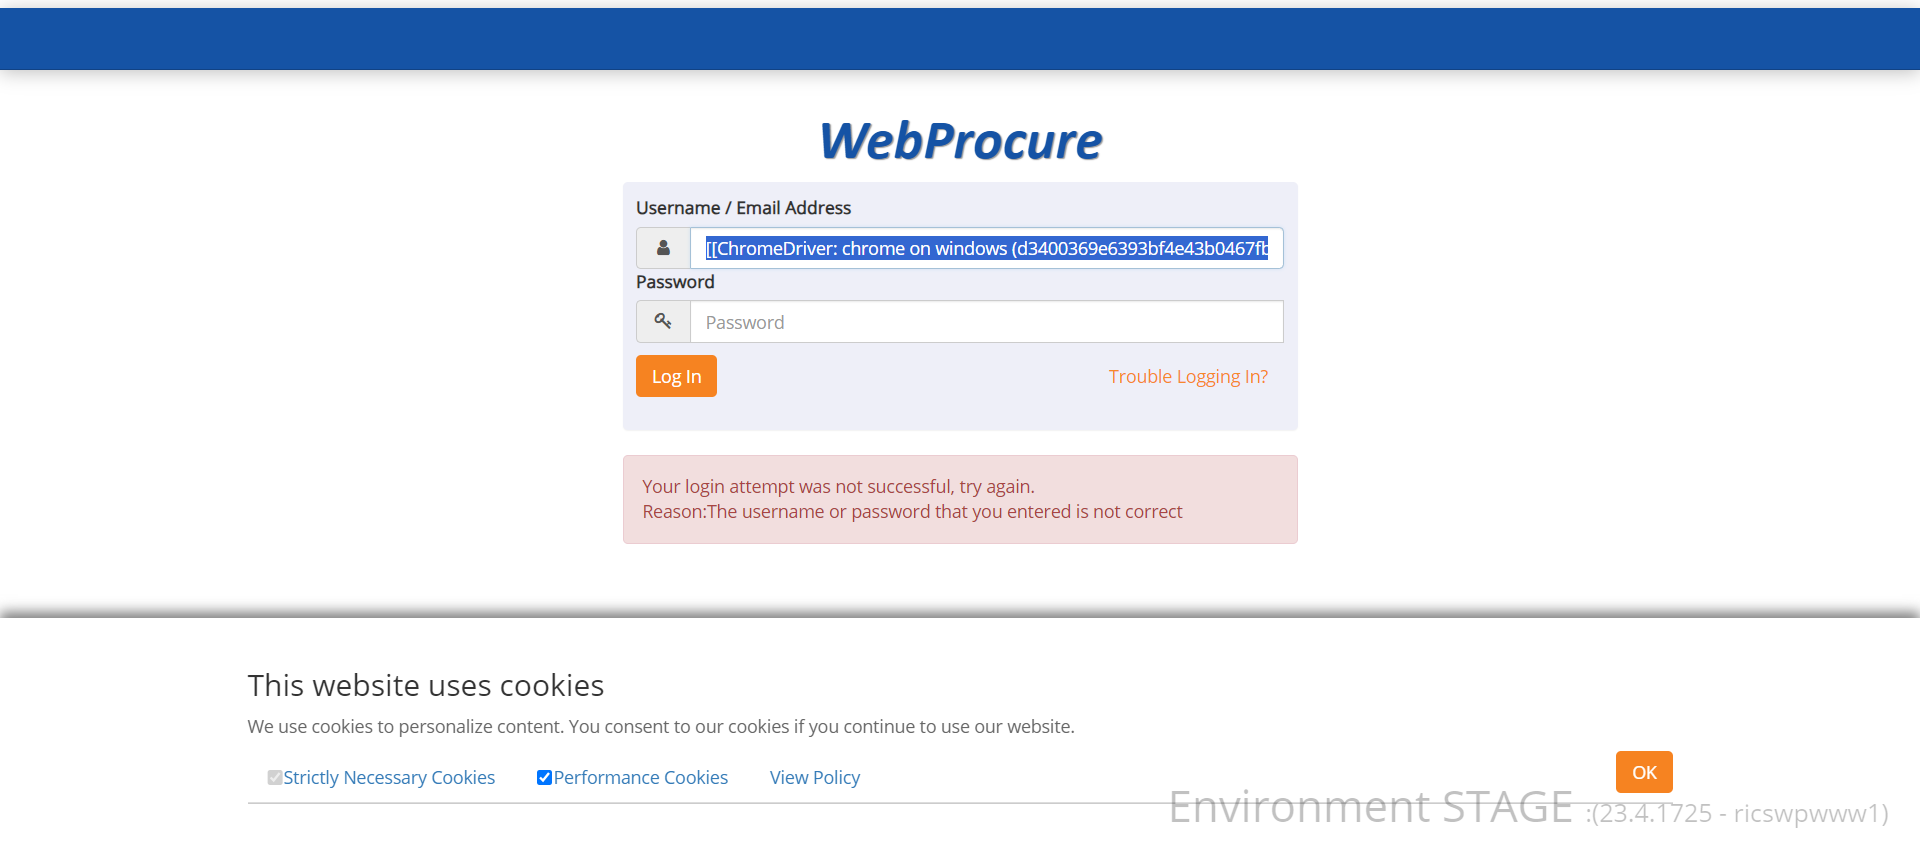 WebProcure
Username / Email Address
[[ChromeDriver: chrome on windows (d3400369e6393bf4e43b0467fb
Password
Password
Log In
Trouble Logging In?
Your login attempt was not successful, try again.
Reason:The username or password that you entered is not correct
This website uses cookies
We use cookies to personalize content. You consent to our cookies if you continue to use our website.
Strictly Necessary Cookies
Performance Cookies
View Policy
OK
Environment STAGE :(23.4.1725 - ricswpwww1)